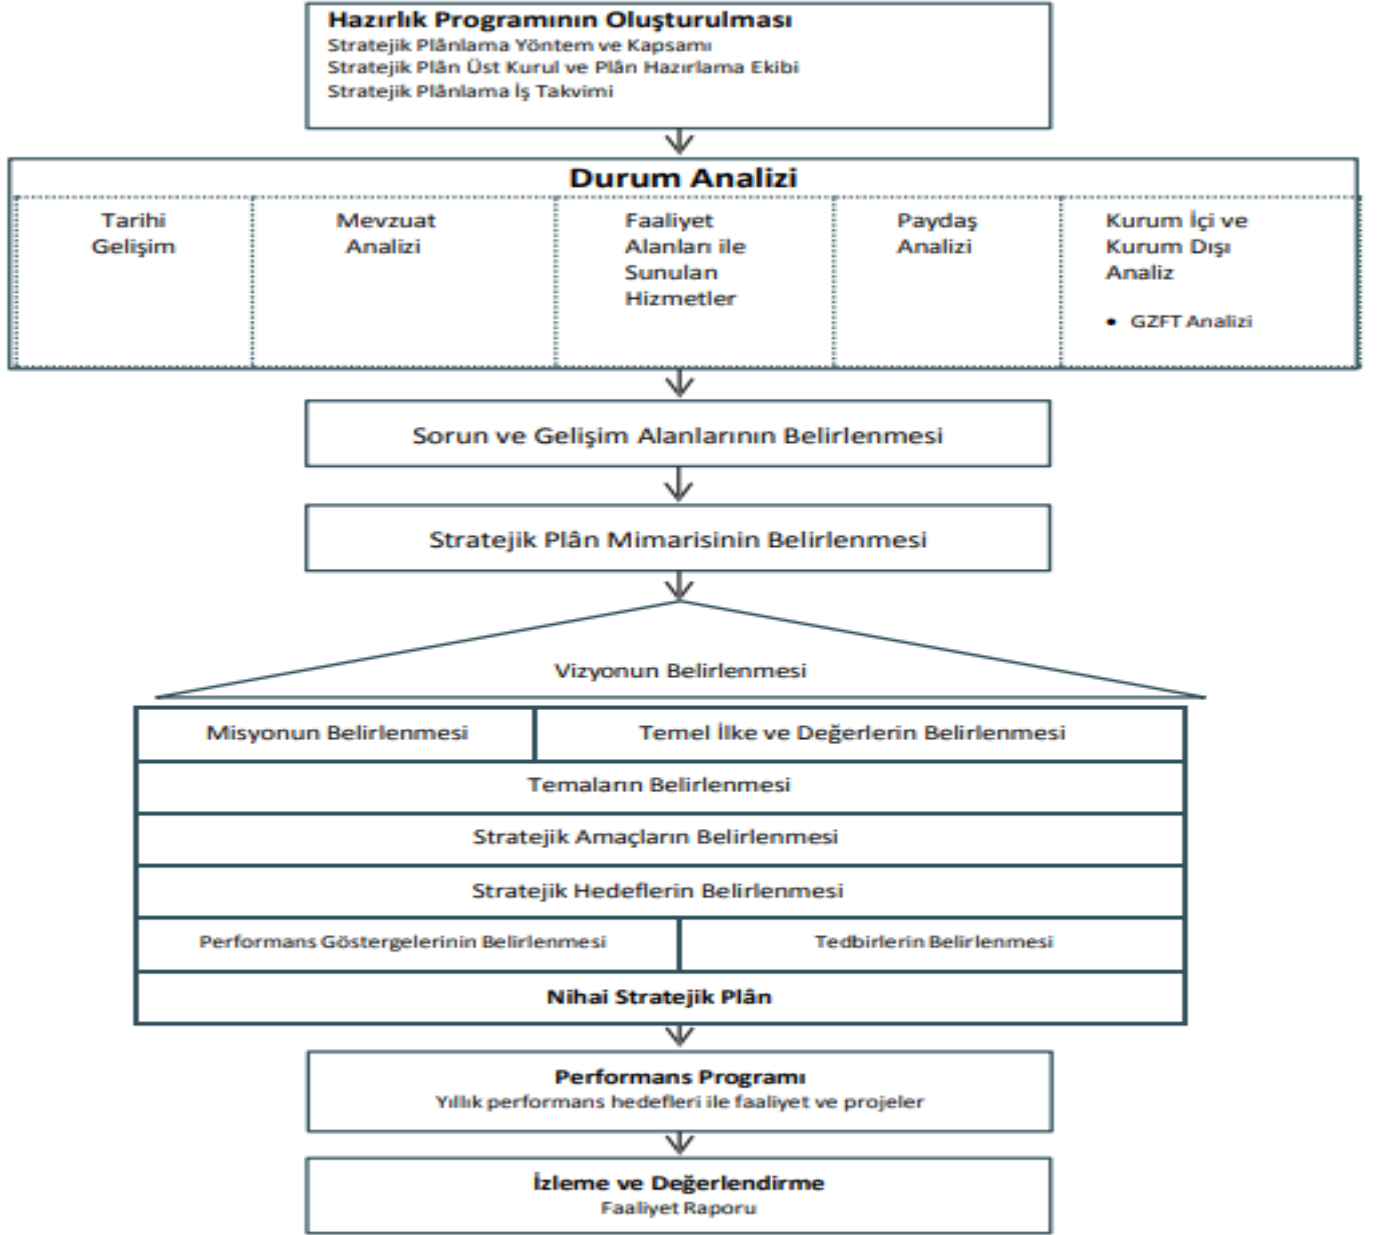 Hazırlık Programının Oluşturulması
Stratejik Plânlama Yöntem ve Kapsamı
Stratejik Plân Üst Kurul ve Plân Hazırlama Ekibi
Stratejik Plânlama İş Takvimi
Durum Analizi
Tarihi
Gelişim
Mevzuat
Analizi
Faaliyet
Alanları ile
Sunulan
Hizmetler
Paydaş
Analizi
Kurum İçi ve
Kurum Dışı
Analiz
• GZFT Analizi
Sorun ve Gelişim Alanlarının Belirlenmesi
Stratejik Plân Mimarisinin Belirlenmesi
Vizyonun Belirlenmesi
Misyonun Belirlenmesi
Temel İlke ve Değerlerin Belirlenmesi
Temaların Belirlenmesi
Stratejik Amaçların Belirlenmesi
Stratejik Hedeflerin Belirlenmesi
Performans Göstergelerinin Belirlenmesi
Tedbirlerin Belirlenmesi
Nihai Stratejik Plân
Performans Programı
Yıllık performans hedefleri ile faaliyet ve projeler
İzleme ve Değerlendirme
Faaliyet Raporu